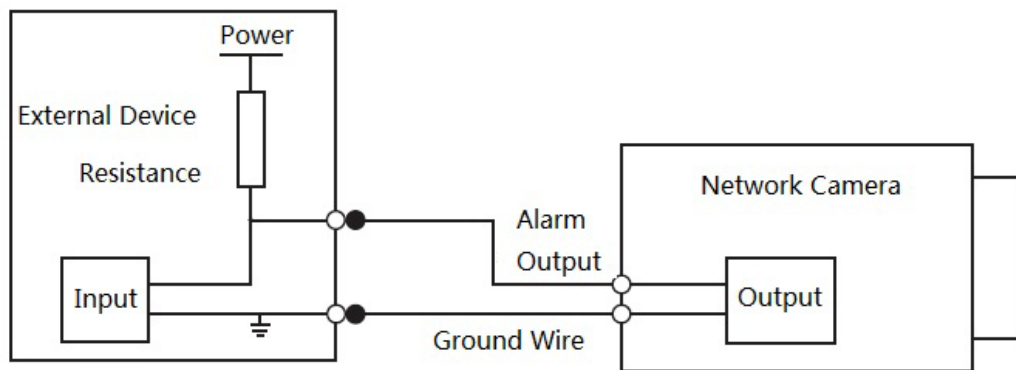 Power
External Device
Resistance
Input
Alarm
Output
Ground Wire
Network Camera
Output